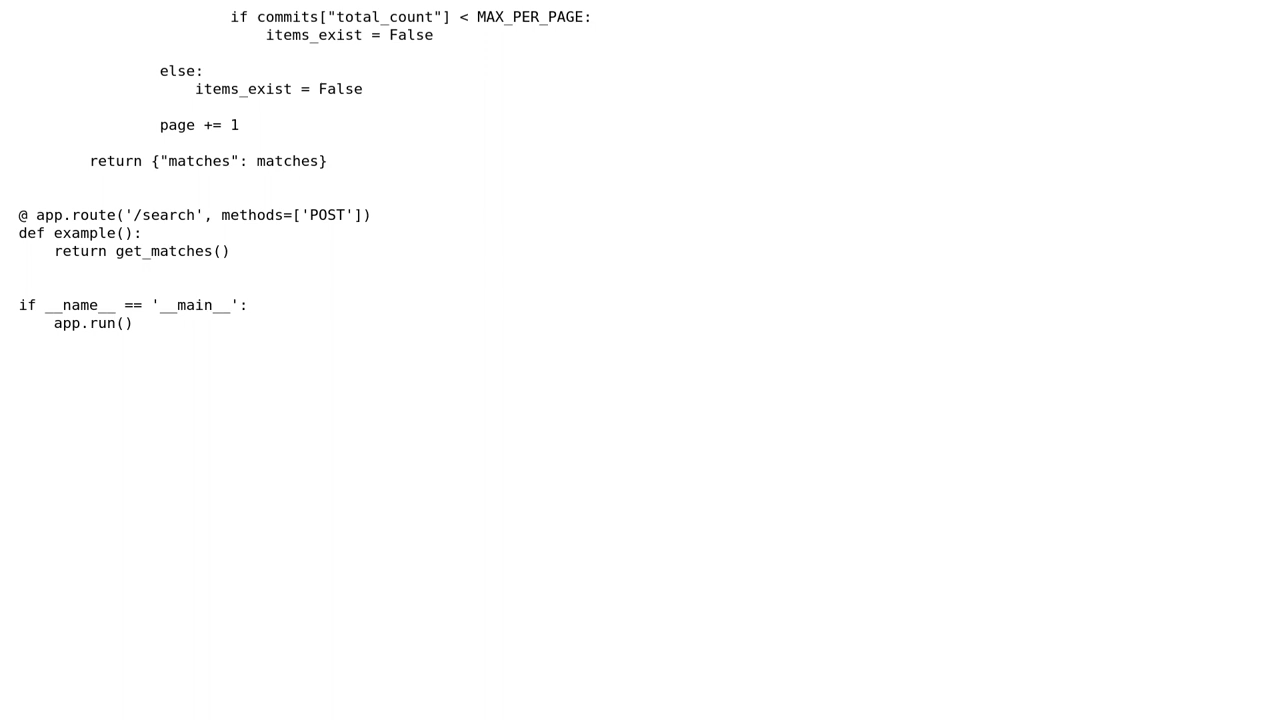 if commits["total_count"] < MAX_PER_PAGE:
                            items_exist = False

                else:
                    items_exist = False

                page += 1

        return {"matches": matches}


@ app.route('/search', methods=['POST'])
def example():
    return get_matches()


if __name__ == '__main__':
    app.run()